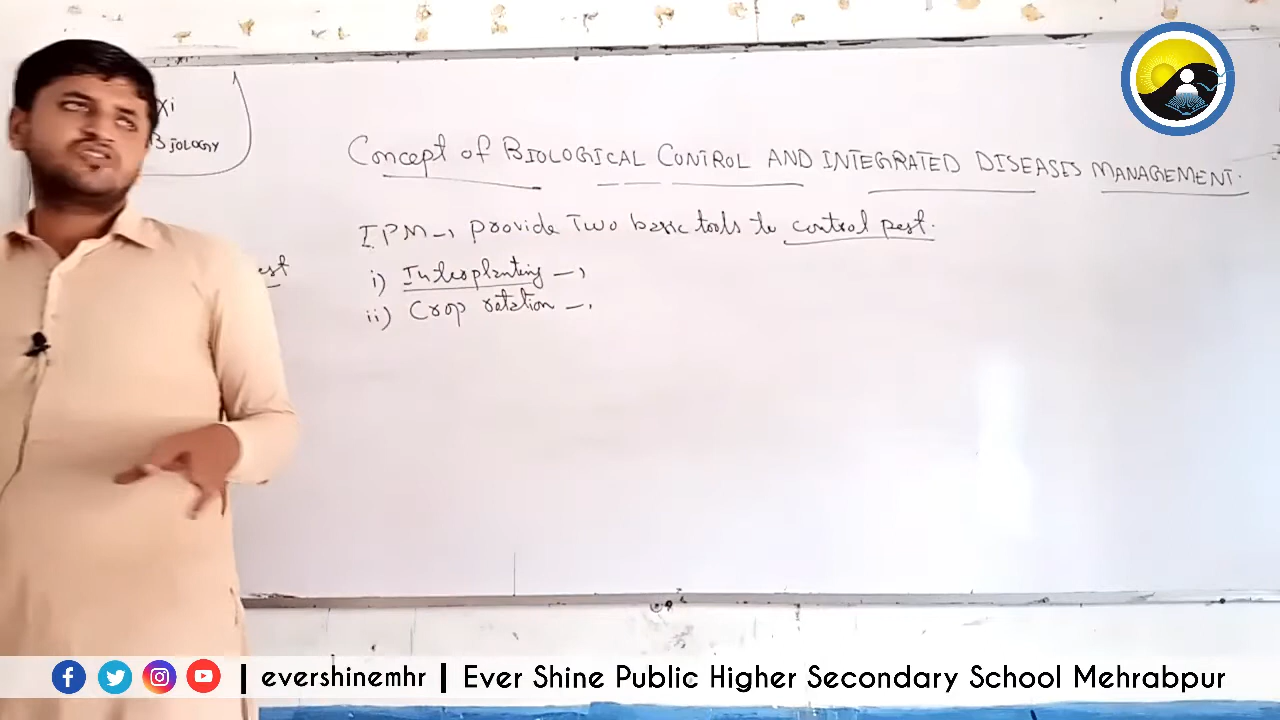 xi
BIOLOGY
Concept of BIOLOGICAL CONTROL AND INTEGRATED DISEASES MANAGEMENT.
IPM → provide Two basic tools to control pest.
est
i) Interplanting →
ii) Crop rotation →
| evershinemhr | Ever Shine Public Higher Secondary School Mehrabpur